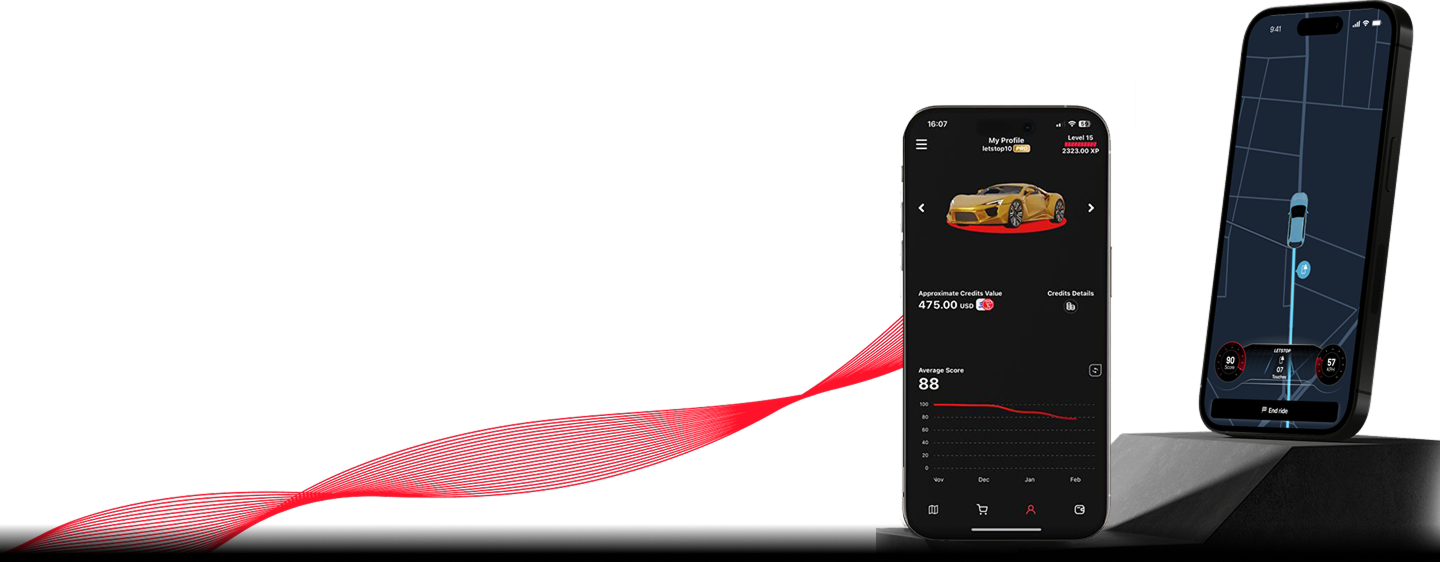 16:07
My Profile
letstop10 PRO
Level 15
2323.00 XP
Approximate Credits Value
475.00 USD
Credits Details
Average Score
88
100
80
60
40
20
0
Nov
Dec
Jan
Feb
9:41
90
Score
LETSTOP
07
Touches
57
KPH
End ride